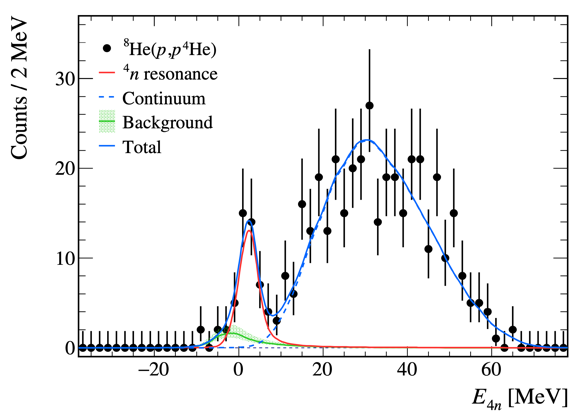 Counts / 2 MeV
30
20
10
0
⁸He(p,p⁴He)
⁴n resonance
Continuum
Background
Total
−20 0 20 40 60
E₄ₙ [MeV]